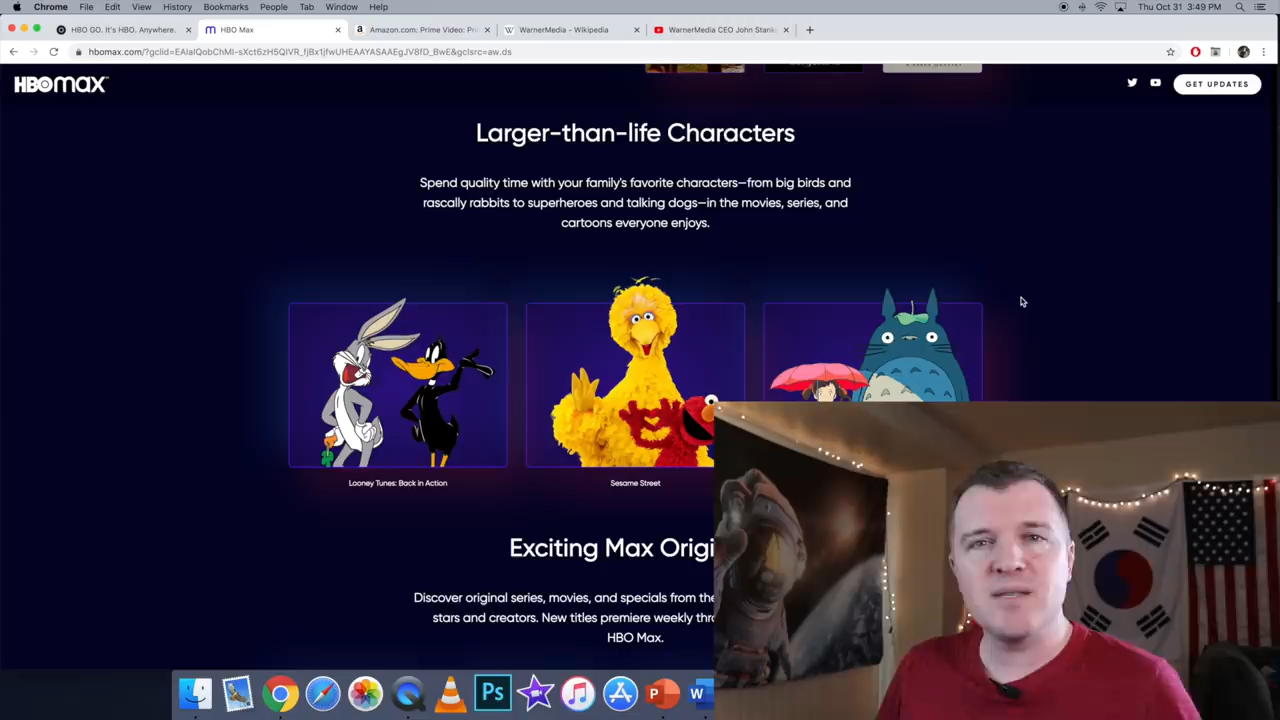 Chrome File Edit View History Bookmarks People Tab Window Help
Thu Oct 31 3:49 PM
HBO GO. It's HBO. Anywhere.
HBO Max
Amazon.com: Prime Video: Pri
WarnerMedia - Wikipedia
WarnerMedia CEO John Stank
hbomax.com/?gclid=EAIaIQobChMI-sXct6zH5QIVR_fjBx1jfwUHEAAYASAAEgJV8fD_BwE&gclsrc=aw.ds
HBOmax
GET UPDATES
Larger-than-life Characters
Spend quality time with your family's favorite characters—from big birds and
rascally rabbits to superheroes and talking dogs—in the movies, series, and
cartoons everyone enjoys.
Looney Tunes: Back in Action
Sesame Street
Exciting Max Origi
Discover original series, movies, and specials from the
stars and creators. New titles premiere weekly thr
HBO Max.
Ps
P
W